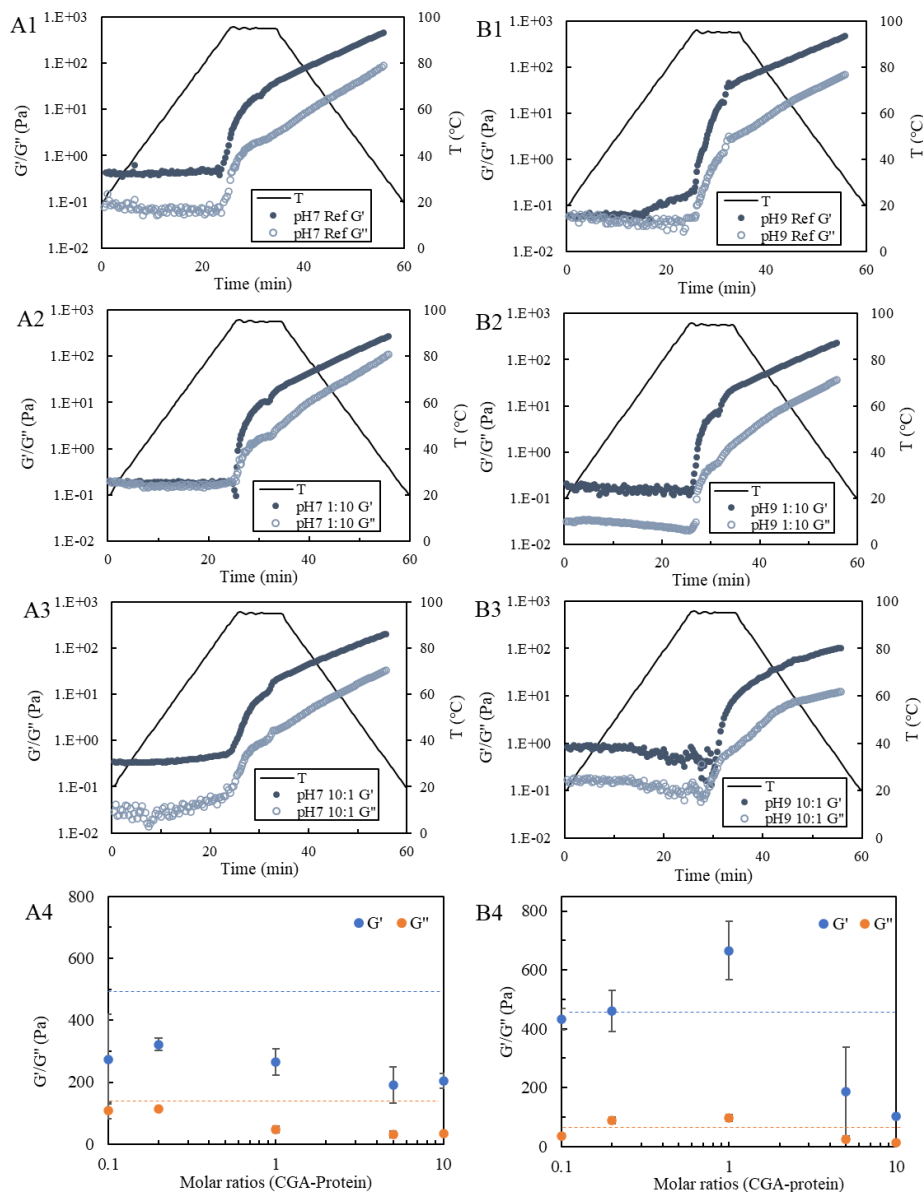 A1
1.E+03
1.E+02
1.E+01
1.E+00
1.E-01
1.E-02
G'/G" (Pa)
100
80
60
40
20
0
T (°C)
0
20
40
60
Time (min)
T
pH7 Ref G'
pH7 Ref G"
B1
1.E+03
1.E+02
1.E+01
1.E+00
1.E-01
1.E-02
G'/G" (Pa)
100
80
60
40
20
0
T (°C)
0
20
40
60
Time (min)
T
pH9 Ref G'
pH9 Ref G"
A2
1.E+03
1.E+02
1.E+01
1.E+00
1.E-01
1.E-02
G'/G" (Pa)
100
80
60
40
20
0
T (°C)
0
20
40
60
Time (min)
T
pH7 1:10 G'
pH7 1:10 G"
B2
1.E+03
1.E+02
1.E+01
1.E+00
1.E-01
1.E-02
G'/G" (Pa)
100
80
60
40
20
0
T (°C)
0
20
40
60
Time (min)
T
pH9 1:10 G'
pH9 1:10 G"
A3
1.E+03
1.E+02
1.E+01
1.E+00
1.E-01
1.E-02
G'/G" (Pa)
100
80
60
40
20
0
T (°C)
0
20
40
60
Time (min)
T
pH7 10:1 G'
pH7 10:1 G"
B3
1.E+03
1.E+02
1.E+01
1.E+00
1.E-01
1.E-02
G'/G" (Pa)
100
80
60
40
20
0
T (°C)
0
20
40
60
Time (min)
T
pH9 10:1 G'
pH9 10:1 G"
A4
800
600
400
200
0
G'/G" (Pa)
G'
G"
0.1
1
10
Molar ratios (CGA-Protein)
B4
800
600
400
200
0
G'/G" (Pa)
G'
G"
0.1
1
10
Molar ratios (CGA-Protein)